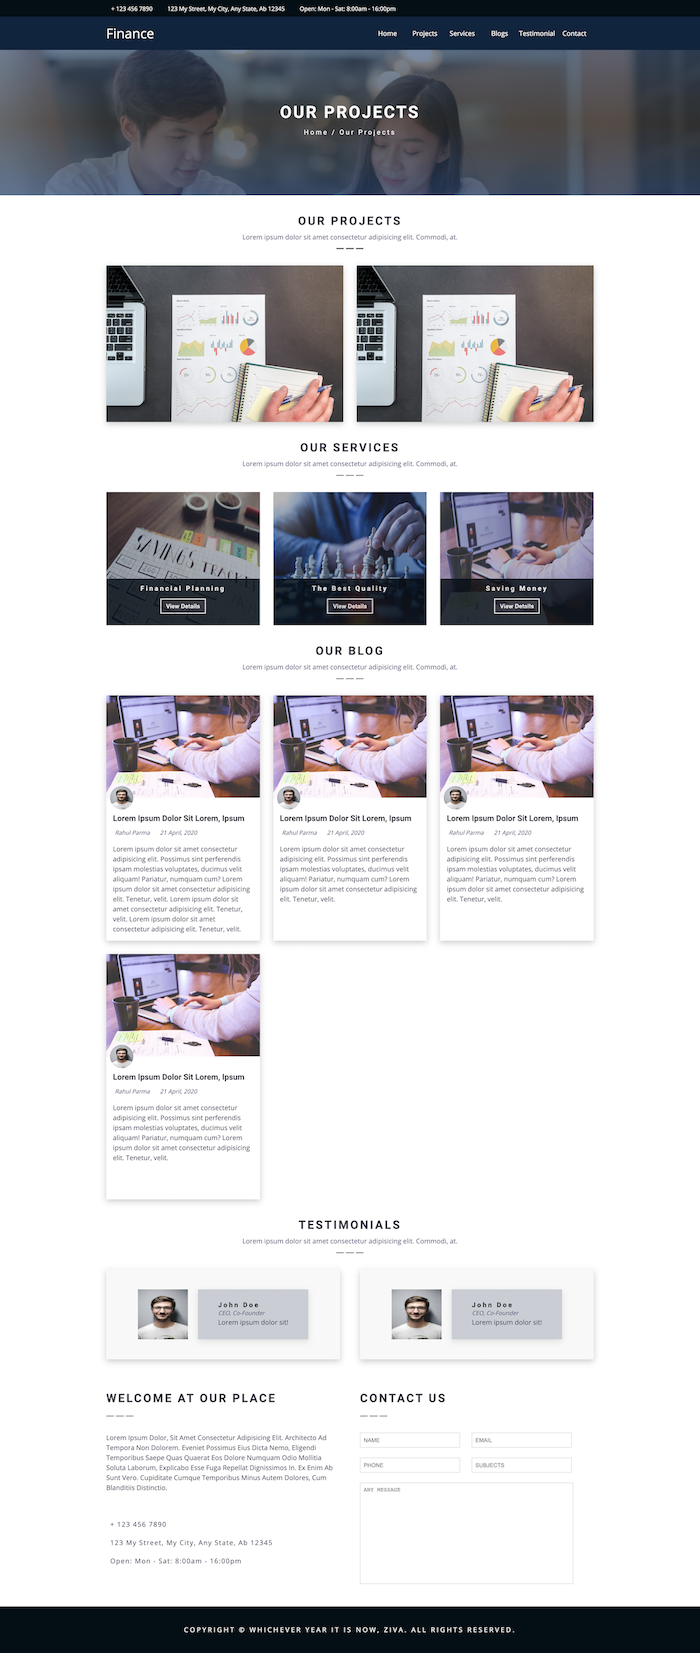 + 123 456 7890 123 My Street, My City, Any State, Ab 12345 Open: Mon - Sat: 8:00am - 16:00pm
Finance Home Projects Services Blogs Testimonial Contact
OUR PROJECTS
Home / Our Projects
OUR PROJECTS
Lorem ipsum dolor sit amet consectetur adipisicing elit. Commodi, at.
OUR SERVICES
Lorem ipsum dolor sit amet consectetur adipisicing elit. Commodi, at.
SAVINGS
Financial Planning
View Details
The Best Quality
View Details
Saving Money
View Details
OUR BLOG
Lorem ipsum dolor sit amet consectetur adipisicing elit. Commodi, at.
Lorem Ipsum Dolor Sit Lorem, Ipsum
Rahul Parma 21 April, 2020
Lorem ipsum dolor sit amet consectetur
adipisicing elit. Possimus sint perferendis
ipsam molestias voluptates, ducimus velit
aliquam! Pariatur, numquam cum? Lorem
ipsum dolor sit amet consectetur adipisicing
elit. Tenetur, velit. Lorem ipsum dolor sit
amet consectetur adipisicing elit. Tenetur,
velit. Lorem ipsum dolor sit amet
consectetur adipisicing elit. Tenetur, velit.
Lorem Ipsum Dolor Sit Lorem, Ipsum
Rahul Parma 21 April, 2020
Lorem ipsum dolor sit amet consectetur
adipisicing elit. Possimus sint perferendis
ipsam molestias voluptates, ducimus velit
aliquam! Pariatur, numquam cum? Lorem
ipsum dolor sit amet consectetur adipisicing
elit. Tenetur, velit.
Lorem Ipsum Dolor Sit Lorem, Ipsum
Rahul Parma 21 April, 2020
Lorem ipsum dolor sit amet consectetur
adipisicing elit. Possimus sint perferendis
ipsam molestias voluptates, ducimus velit
aliquam! Pariatur, numquam cum? Lorem
ipsum dolor sit amet consectetur adipisicing
elit. Tenetur, velit.
Lorem Ipsum Dolor Sit Lorem, Ipsum
Rahul Parma 21 April, 2020
Lorem ipsum dolor sit amet consectetur
adipisicing elit. Possimus sint perferendis
ipsam molestias voluptates, ducimus velit
aliquam! Pariatur, numquam cum? Lorem
ipsum dolor sit amet consectetur adipisicing
elit. Tenetur, velit.
TESTIMONIALS
Lorem ipsum dolor sit amet consectetur adipisicing elit. Commodi, at.
John Doe
CEO, Co-Founder
Lorem ipsum dolor sit!
John Doe
CEO, Co-Founder
Lorem ipsum dolor sit!
WELCOME AT OUR PLACE
Lorem Ipsum Dolor, Sit Amet Consectetur Adipisicing Elit. Architecto Ad
Tempora Non Dolorem. Eveniet Possimus Eius Dicta Nemo, Eligendi
Temporibus Saepe Quas Quaerat Eos Dolore Numquam Odio Mollitia
Soluta Laborum, Explicabo Esse Fuga Repellat Dignissimos In. Ex Enim Ab
Sunt Vero. Cupiditate Cumque Temporibus Minus Autem Dolores, Cum
Blanditiis Distinctio.
+ 123 456 7890
123 My Street, My City, Any State, Ab 12345
Open: Mon - Sat: 8:00am - 16:00pm
CONTACT US
NAME EMAIL
PHONE SUBJECTS
ANY MESSAGE
COPYRIGHT © WHICHEVER YEAR IT IS NOW, ZIVA. ALL RIGHTS RESERVED.